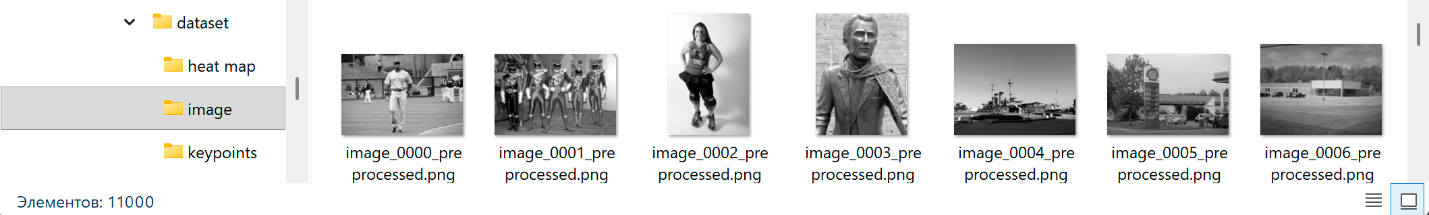 dataset
heat map
image
keypoints
image_0000_pre
processed.png
image_0001_pre
processed.png
image_0002_pre
processed.png
image_0003_pre
processed.png
image_0004_pre
processed.png
image_0005_pre
processed.png
image_0006_pre
processed.png
Элементов: 11000